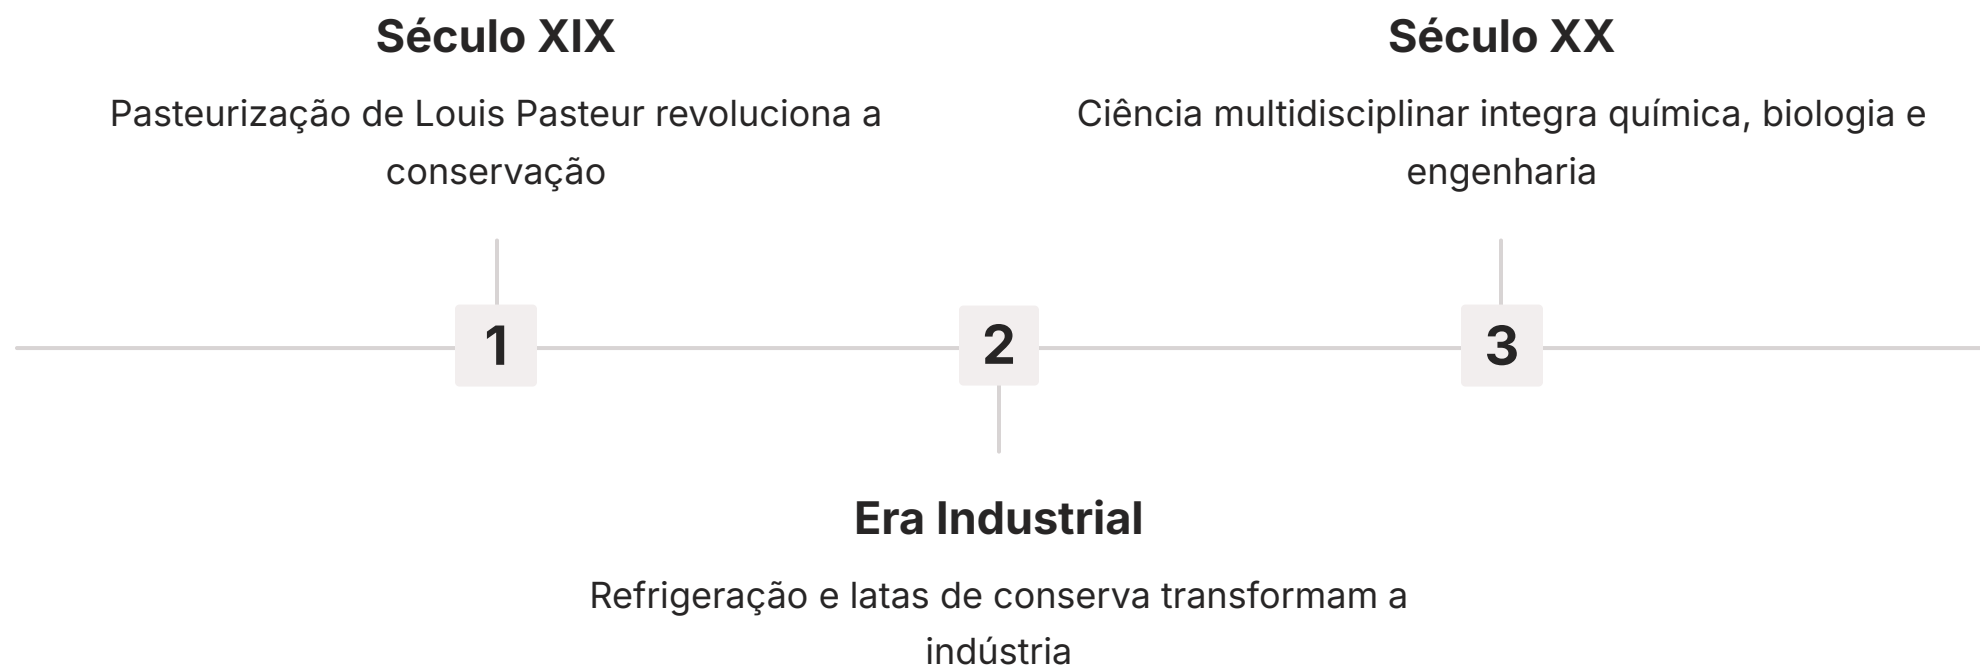 Século XIX
Pasteurização de Louis Pasteur revoluciona a
conservação
1
2
Era Industrial
Refrigeração e latas de conserva transformam a
indústria
Século XX
Ciência multidisciplinar integra química, biologia e
engenharia
3